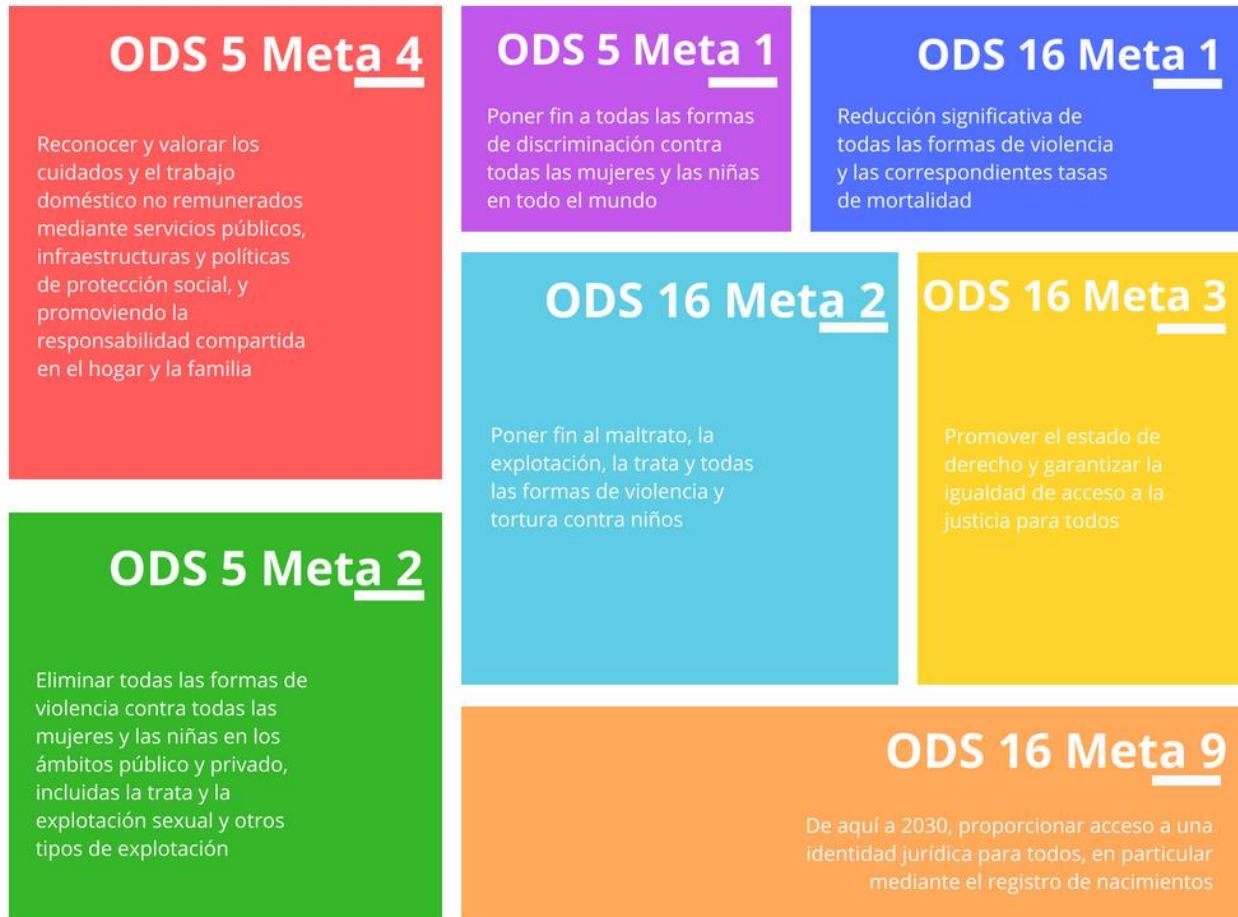 ODS 5 Meta 4
Reconocer y valorar los
cuidados y el trabajo
doméstico no remunerados
mediante servicios públicos,
infraestructuras y políticas
de protección social, y
promoviendo la
responsabilidad compartida
en el hogar y la familia
ODS 5 Meta 1
Poner fin a todas las formas
de discriminación contra
todas las mujeres y las niñas
en todo el mundo
ODS 16 Meta 1
Reducción significativa de
todas las formas de violencia
y las correspondientes tasas
de mortalidad
ODS 16 Meta 2
Poner fin al maltrato, la
explotación, la trata y todas
las formas de violencia y
tortura contra niños
ODS 16 Meta 3
Promover el estado de
derecho y garantizar la
igualdad de acceso a la
justicia para todos
ODS 5 Meta 2
Eliminar todas las formas de
violencia contra todas las
mujeres y las niñas en los
ámbitos público y privado,
incluidas la trata y la
explotación sexual y otros
tipos de explotación
ODS 16 Meta 9
De aquí a 2030, proporcionar acceso a una
identidad jurídica para todos, en particular
mediante el registro de nacimientos